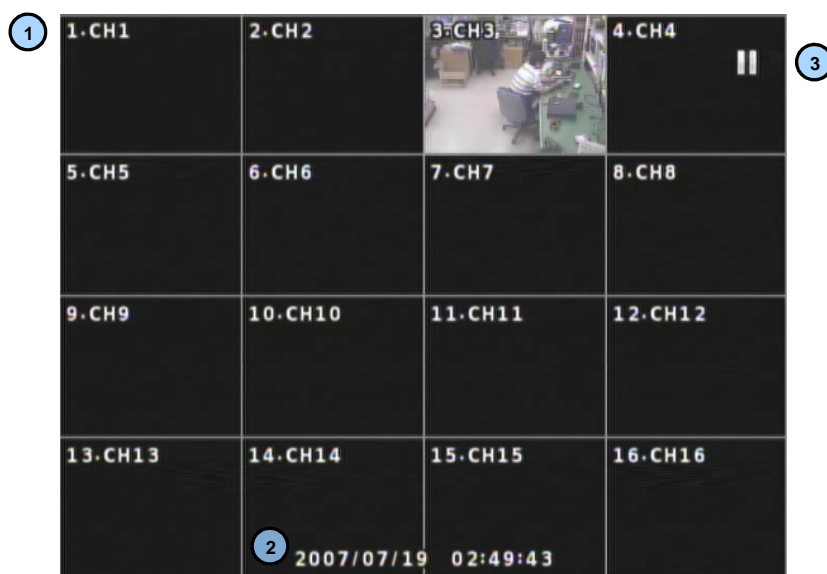 1
1.CH1 2.CH2 3.CH3 4.CH4
3
5.CH5 6.CH6 7.CH7 8.CH8
9.CH9 10.CH10 11.CH11 12.CH12
13.CH13 14.CH14 15.CH15 16.CH16
2
2007/07/19 02:49:43